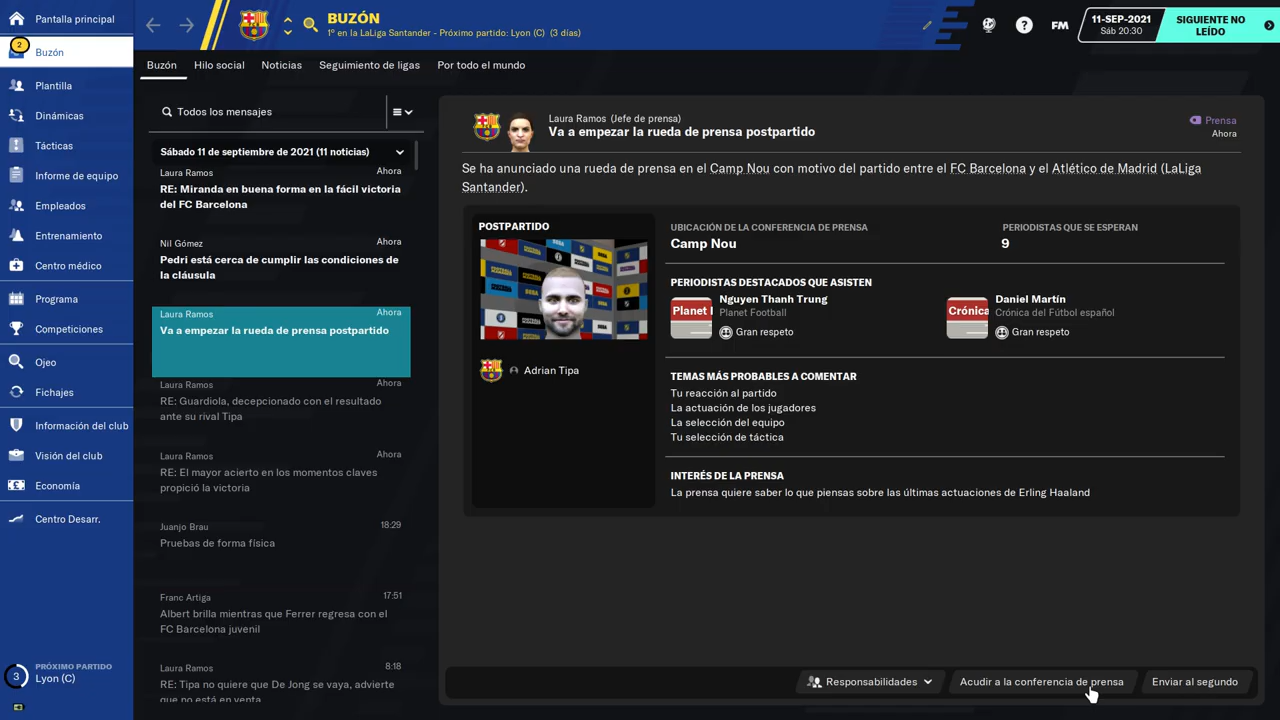 Pantalla principal
BUZÓN
1º en la LaLiga Santander - Próximo partido: Lyon (C) (3 días)
FM
11-SEP-2021
Sáb 20:30
SIGUIENTE NO
LEÍDO
2
Buzón
Plantilla
Dinámicas
Tácticas
Informe de equipo
Empleados
Entrenamiento
Centro médico
Programa
Competiciones
Ojeo
Fichajes
Información del club
Visión del club
Economía
Centro Desarr.
3
PRÓXIMO PARTIDO
Lyon (C)
Buzón
Hilo social
Noticias
Seguimiento de ligas
Por todo el mundo
Todos los mensajes
Sábado 11 de septiembre de 2021 (11 noticias)
Laura Ramos Ahora
RE: Miranda en buena forma en la fácil victoria
del FC Barcelona
Nil Gómez Ahora
Pedri está cerca de cumplir las condiciones de
la cláusula
Laura Ramos Ahora
Va a empezar la rueda de prensa postpartido
Laura Ramos Ahora
RE: Guardiola, decepcionado con el resultado
ante su rival Tipa
Laura Ramos Ahora
RE: El mayor acierto en los momentos claves
propició la victoria
Juanjo Brau 18:29
Pruebas de forma física
Franc Artiga 17:51
Albert brilla mientras que Ferrer regresa con el
FC Barcelona juvenil
Laura Ramos 8:18
RE: Tipa no quiere que De Jong se vaya, advierte
que no está en venta
Laura Ramos (Jefe de prensa)
Va a empezar la rueda de prensa postpartido
Prensa
Ahora
Se ha anunciado una rueda de prensa en el Camp Nou con motivo del partido entre el FC Barcelona y el Atlético de Madrid (LaLiga
Santander).
POSTPARTIDO
Adrian Tipa
UBICACIÓN DE LA CONFERENCIA DE PRENSA
Camp Nou
PERIODISTAS QUE SE ESPERAN
9
PERIODISTAS DESTACADOS QUE ASISTEN
Planet
Nguyen Thanh Trung
Planet Football
Gran respeto
Crónica
Daniel Martín
Crónica del Fútbol español
Gran respeto
TEMAS MÁS PROBABLES A COMENTAR
Tu reacción al partido
La actuación de los jugadores
La selección del equipo
Tu selección de táctica
INTERÉS DE LA PRENSA
La prensa quiere saber lo que piensas sobre las últimas actuaciones de Erling Haaland
Responsabilidades
Acudir a la conferencia de prensa
Enviar al segundo